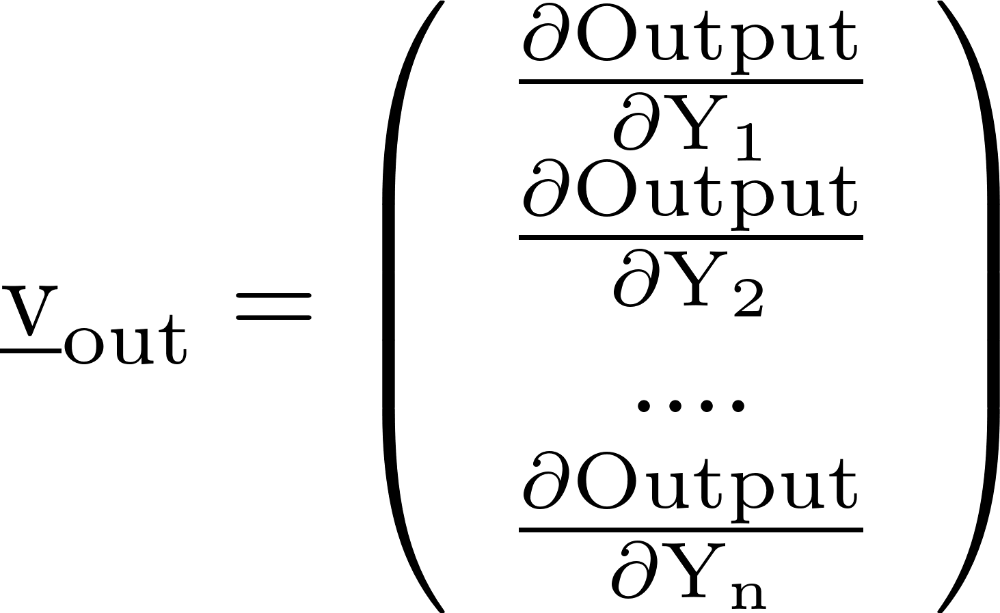 v_out = ( ∂Output / ∂Y_1
∂Output / ∂Y_2
....
∂Output / ∂Y_n )